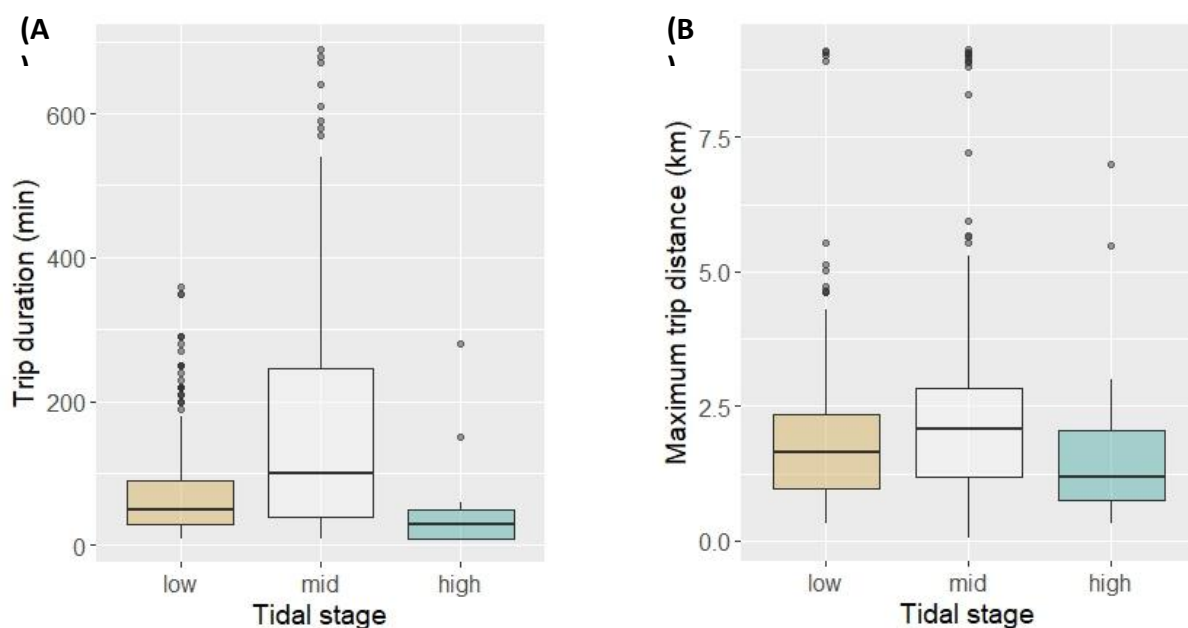 (A
)
600
400
200
0
Trip duration (min)
low mid high
Tidal stage
(B
)
7.5
5.0
2.5
0.0
Maximum trip distance (km)
low mid high
Tidal stage